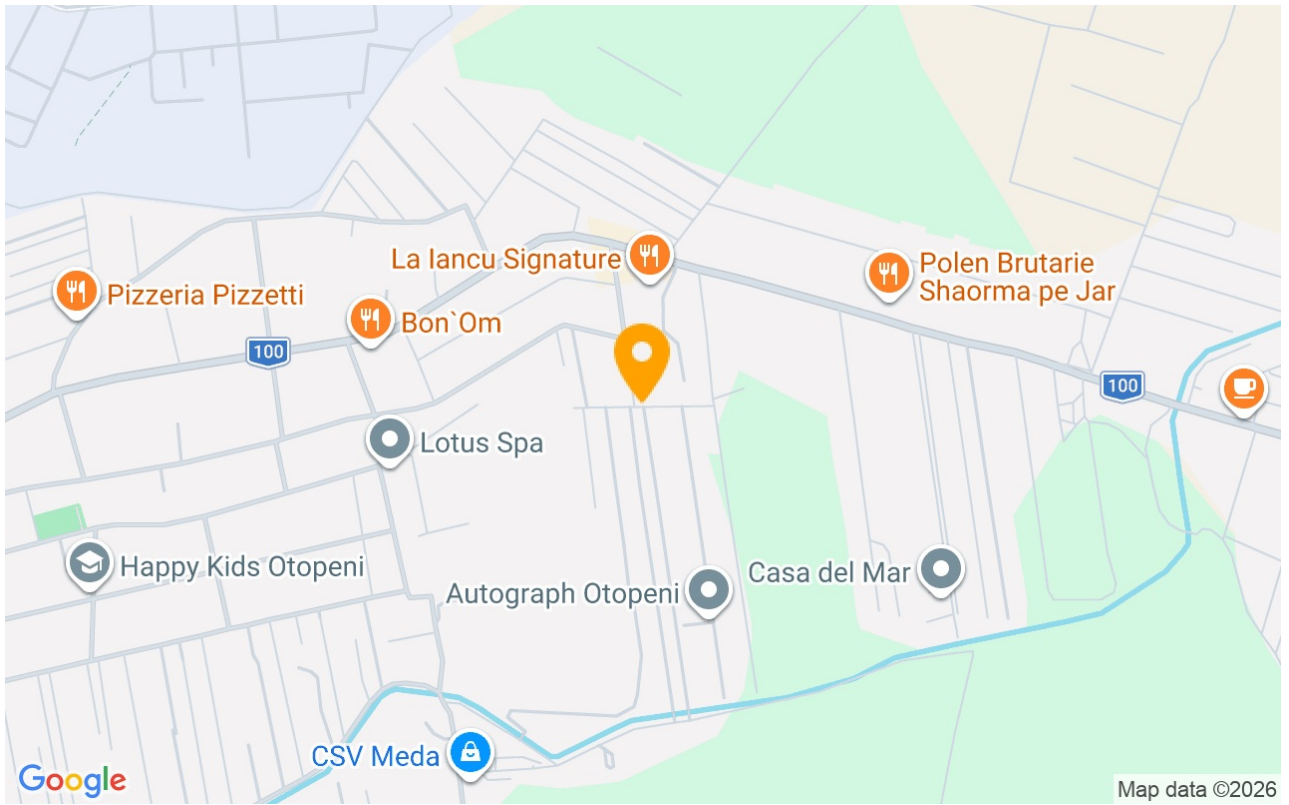 La Iancu Signature
Polen Brutarie
Shaorma pe Jar
Pizzeria Pizzetti
Bon`Om
100
100
Lotus Spa
Happy Kids Otopeni
Casa del Mar
Autograph Otopeni
CSV Meda
Google
Map data ©2026